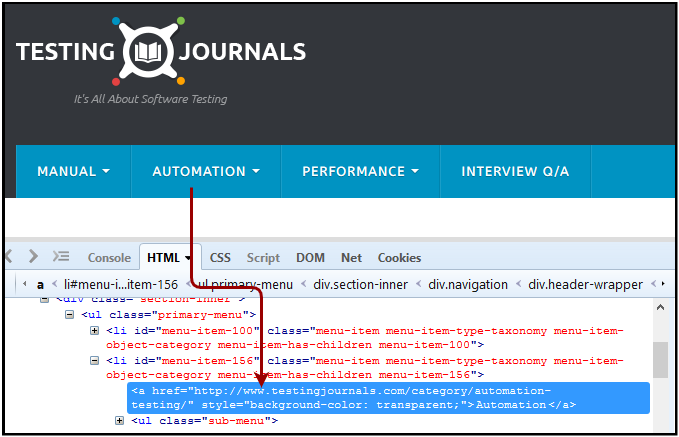 TESTING JOURNALS
It's All About Software Testing
MANUAL AUTOMATION PERFORMANCE INTERVIEW Q/A
Console HTML CSS Script DOM Net Cookies
a < li#menu-i...item-156 < ul.primary-menu < div.section-inner < div.navigation < div.header-wrapper
<div class="section-inner">
<ul class="primary-menu">
<li id="menu-item-100" class="menu-item menu-item-type-taxonomy menu-item-
object-category menu-item-has-children menu-item-100">
<li id="menu-item-156" class="menu-item menu-item-type-taxonomy menu-item-
object-category menu-item-has-children menu-item-156">
<a href="http://www.testingjournals.com/category/automation-
testing/" style="background-color: transparent;">Automation</a>
<ul class="sub-menu">